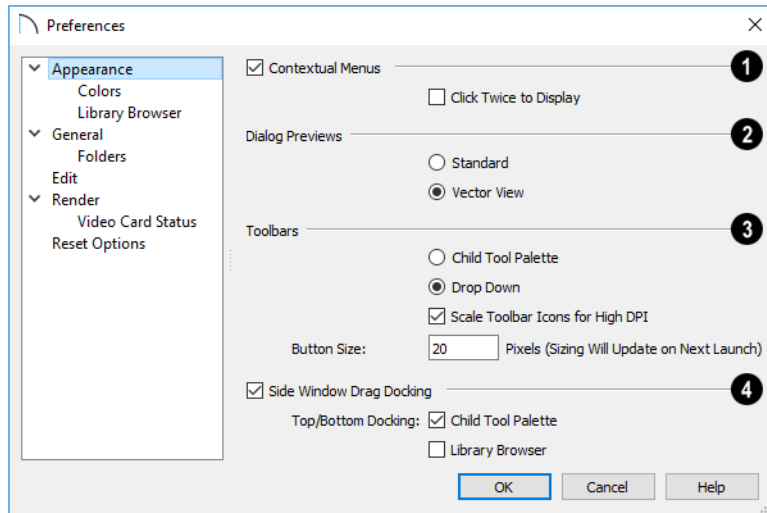 Preferences
Appearance
Colors
Library Browser
General
Folders
Edit
Render
Video Card Status
Reset Options
Contextual Menus 1
Click Twice to Display
Dialog Previews 2
Standard
Vector View
Toolbars 3
Child Tool Palette
Drop Down
Scale Toolbar Icons for High DPI
Button Size: 20 Pixels (Sizing Will Update on Next Launch)
Side Window Drag Docking 4
Top/Bottom Docking: Child Tool Palette
Library Browser
OK Cancel Help